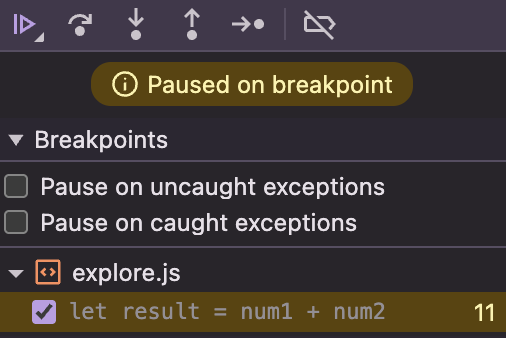 Paused on breakpoint
Breakpoints
Pause on uncaught exceptions
Pause on caught exceptions
explore.js
let result = num1 + num2 11